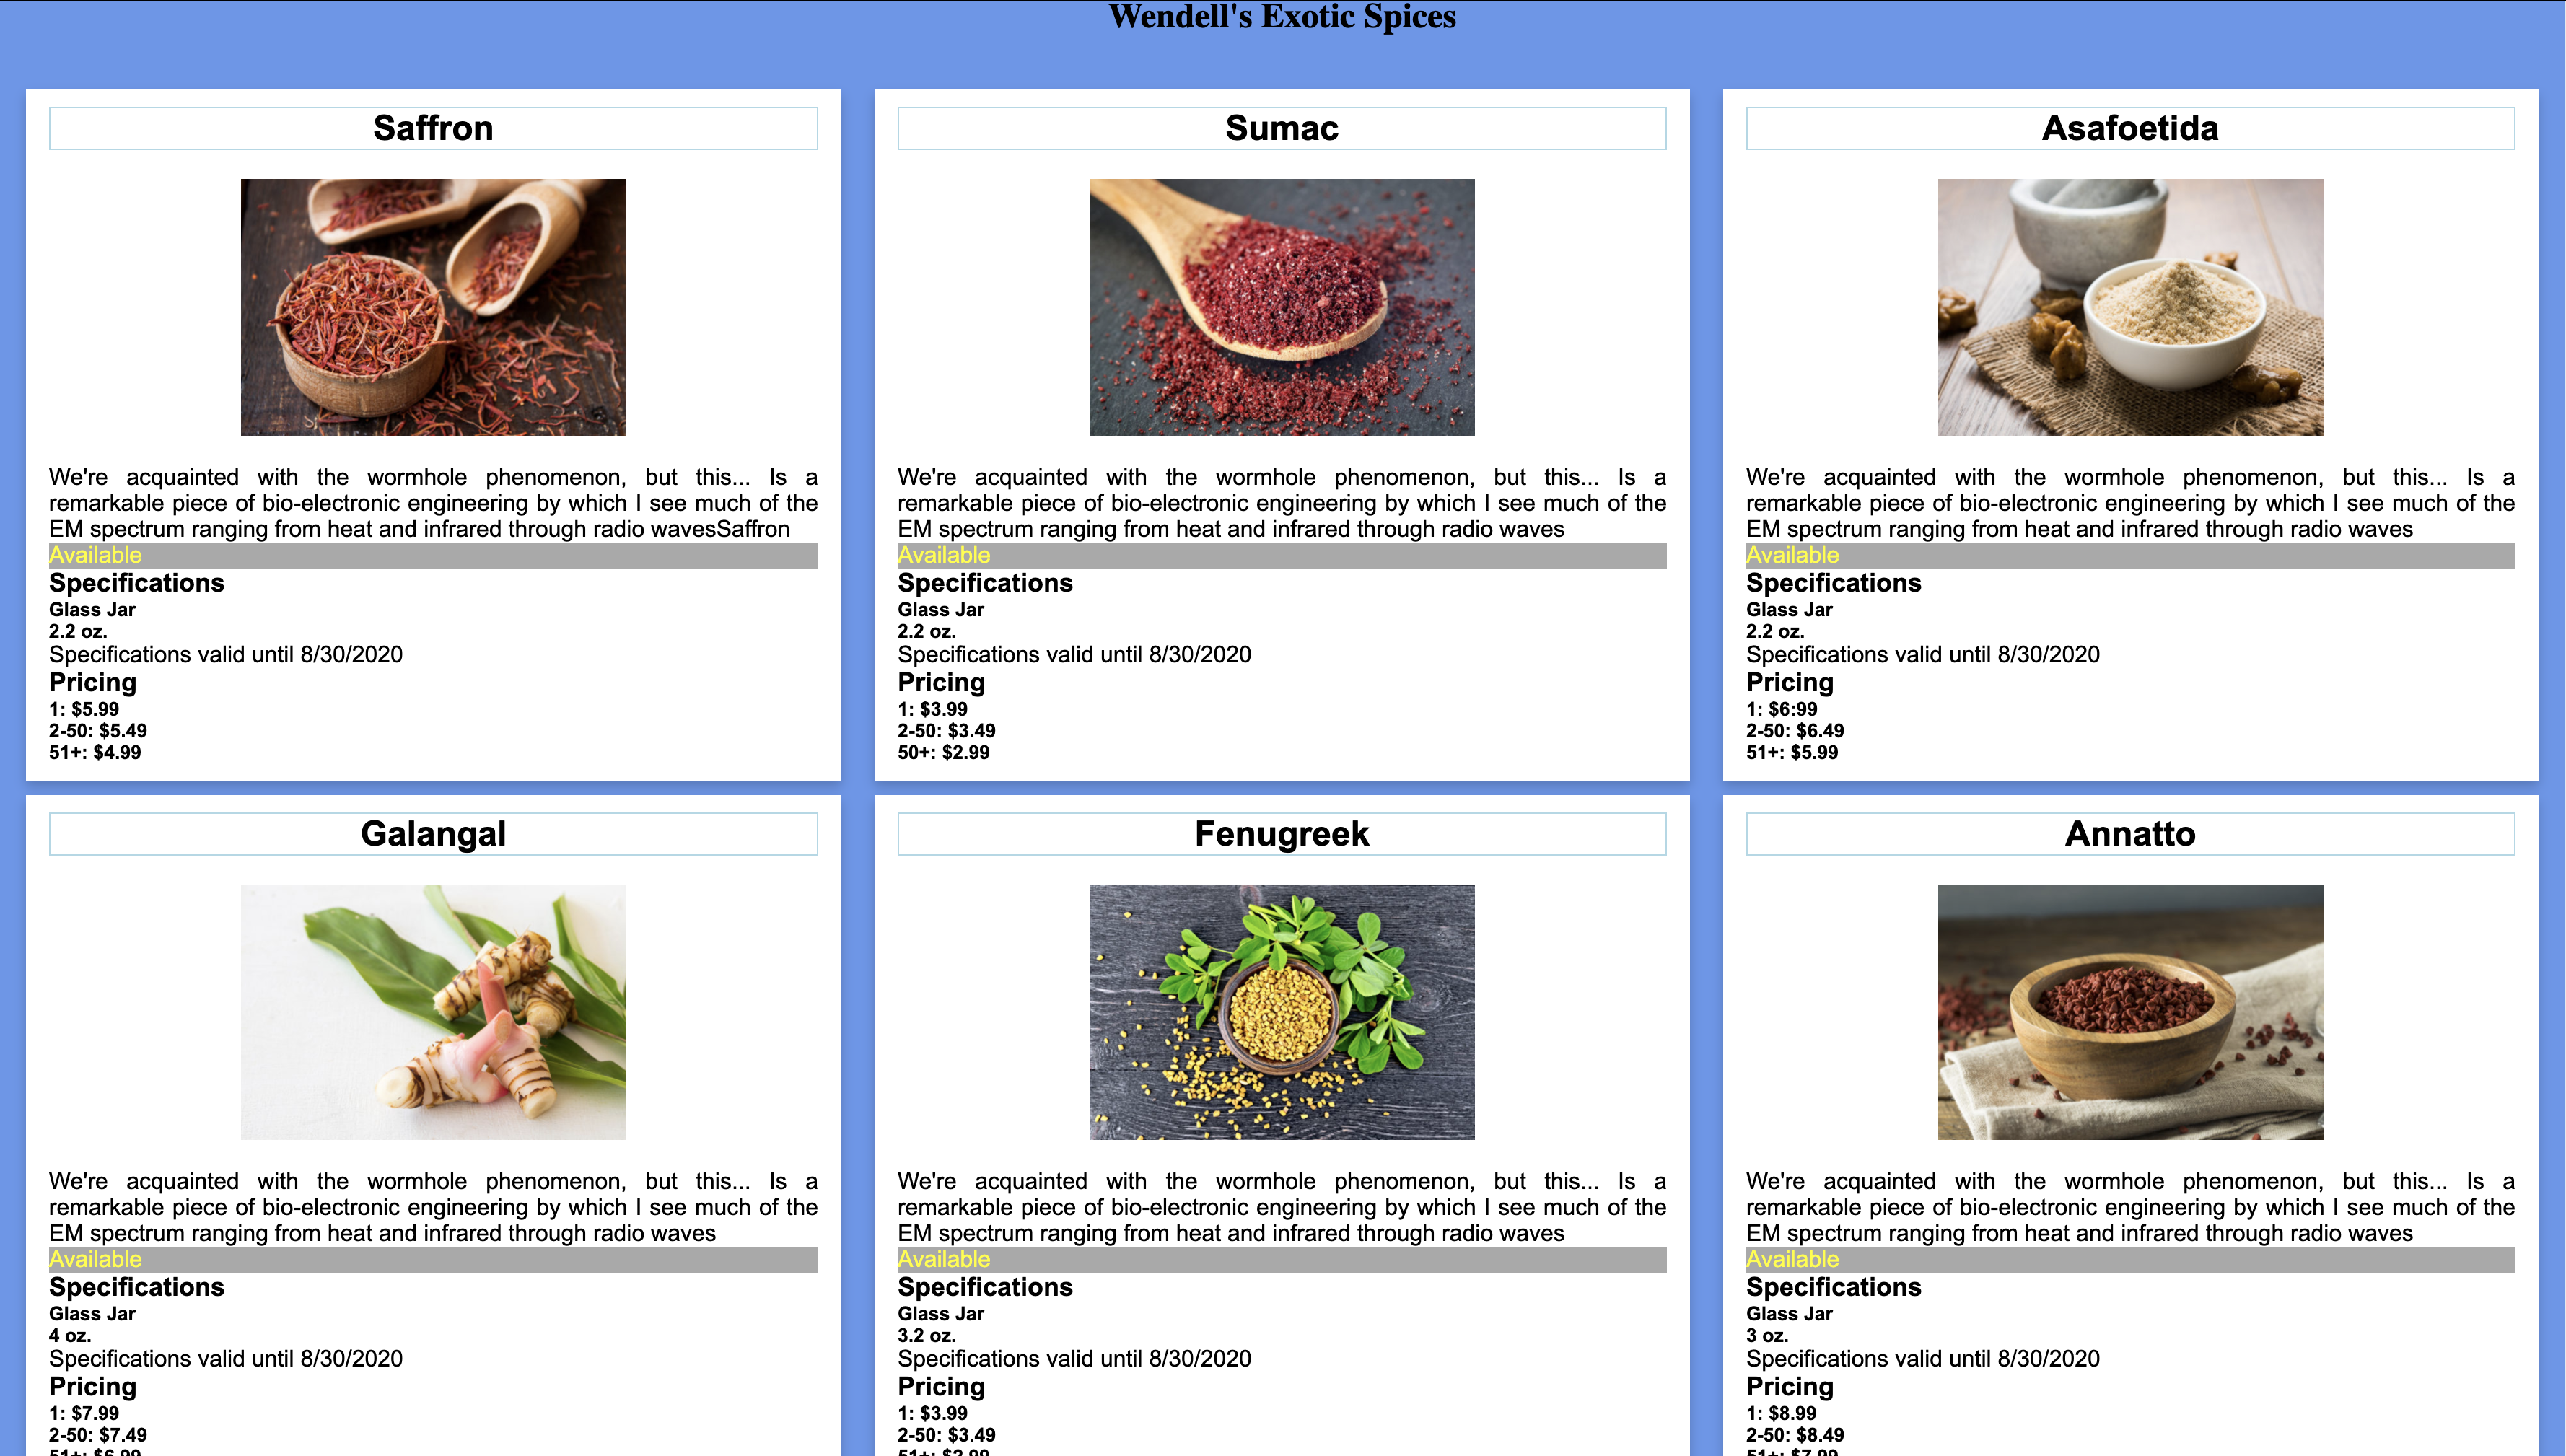 Wendell's Exotic Spices
Saffron
We're acquainted with the wormhole phenomenon, but this... Is a
remarkable piece of bio-electronic engineering by which I see much of the
EM spectrum ranging from heat and infrared through radio wavesSaffron
Available
Specifications
Glass Jar
2.2 oz.
Specifications valid until 8/30/2020
Pricing
1: $5.99
2-50: $5.49
51+: $4.99
Sumac
We're acquainted with the wormhole phenomenon, but this... Is a
remarkable piece of bio-electronic engineering by which I see much of the
EM spectrum ranging from heat and infrared through radio waves
Available
Specifications
Glass Jar
2.2 oz.
Specifications valid until 8/30/2020
Pricing
1: $3.99
2-50: $3.49
50+: $2.99
Asafoetida
We're acquainted with the wormhole phenomenon, but this... Is a
remarkable piece of bio-electronic engineering by which I see much of the
EM spectrum ranging from heat and infrared through radio waves
Available
Specifications
Glass Jar
2.2 oz.
Specifications valid until 8/30/2020
Pricing
1: $6:99
2-50: $6.49
51+: $5.99
Galangal
We're acquainted with the wormhole phenomenon, but this... Is a
remarkable piece of bio-electronic engineering by which I see much of the
EM spectrum ranging from heat and infrared through radio waves
Available
Specifications
Glass Jar
4 oz.
Specifications valid until 8/30/2020
Pricing
1: $7.99
2-50: $7.49
51+: $6.99
Fenugreek
We're acquainted with the wormhole phenomenon, but this... Is a
remarkable piece of bio-electronic engineering by which I see much of the
EM spectrum ranging from heat and infrared through radio waves
Available
Specifications
Glass Jar
3.2 oz.
Specifications valid until 8/30/2020
Pricing
1: $3.99
2-50: $3.49
51+: $2.99
Annatto
We're acquainted with the wormhole phenomenon, but this... Is a
remarkable piece of bio-electronic engineering by which I see much of the
EM spectrum ranging from heat and infrared through radio waves
Available
Specifications
Glass Jar
3 oz.
Specifications valid until 8/30/2020
Pricing
1: $8.99
2-50: $8.49
51+: $7.99